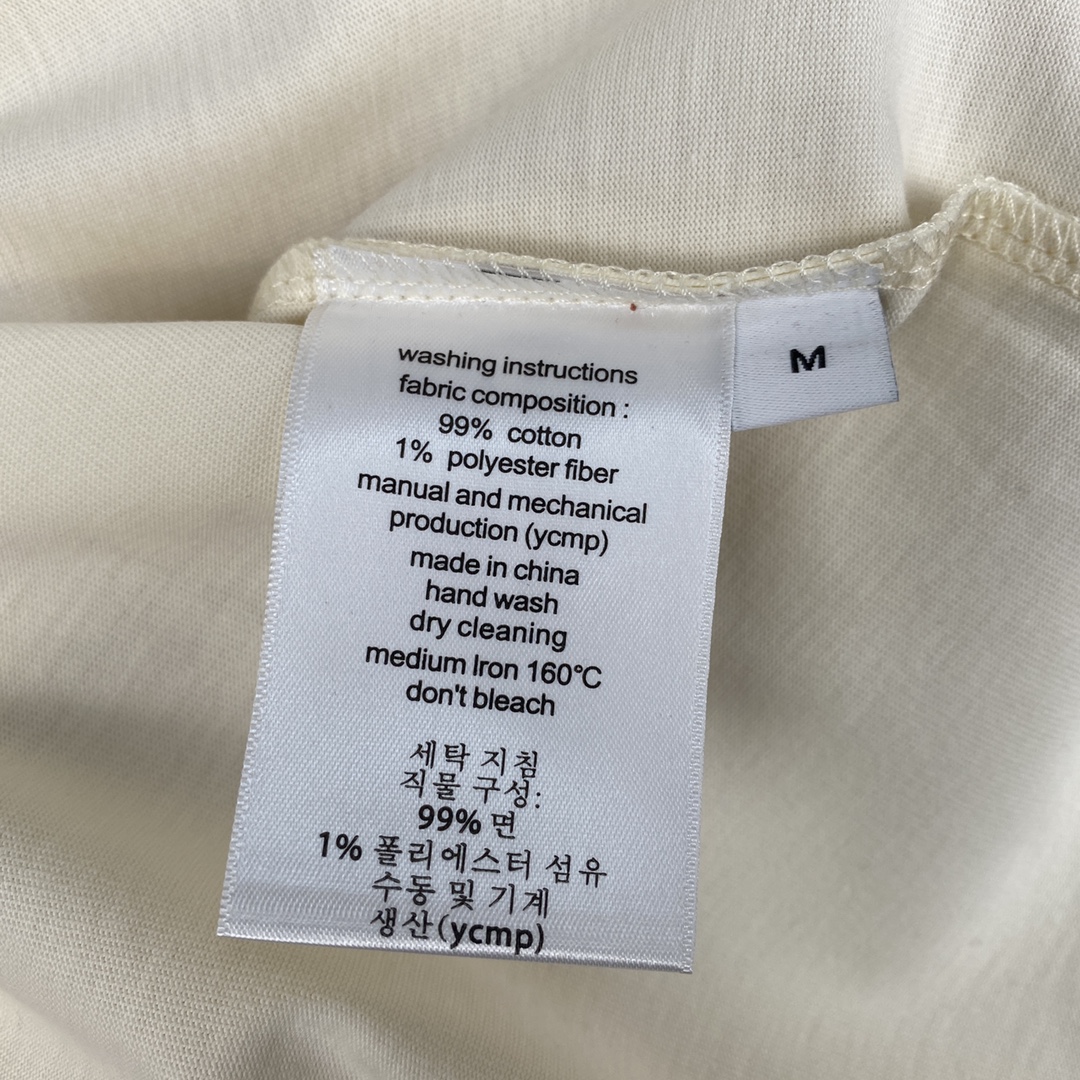 washing instructions
fabric composition :
99% cotton
1% polyester fiber
manual and mechanical
production (ycmp)
made in china
hand wash
dry cleaning
medium Iron 160℃
don't bleach
세탁 지침
직물 구성:
99% 면
1% 폴리에스터 섬유
수동 및 기계
생산(ycmp)
M